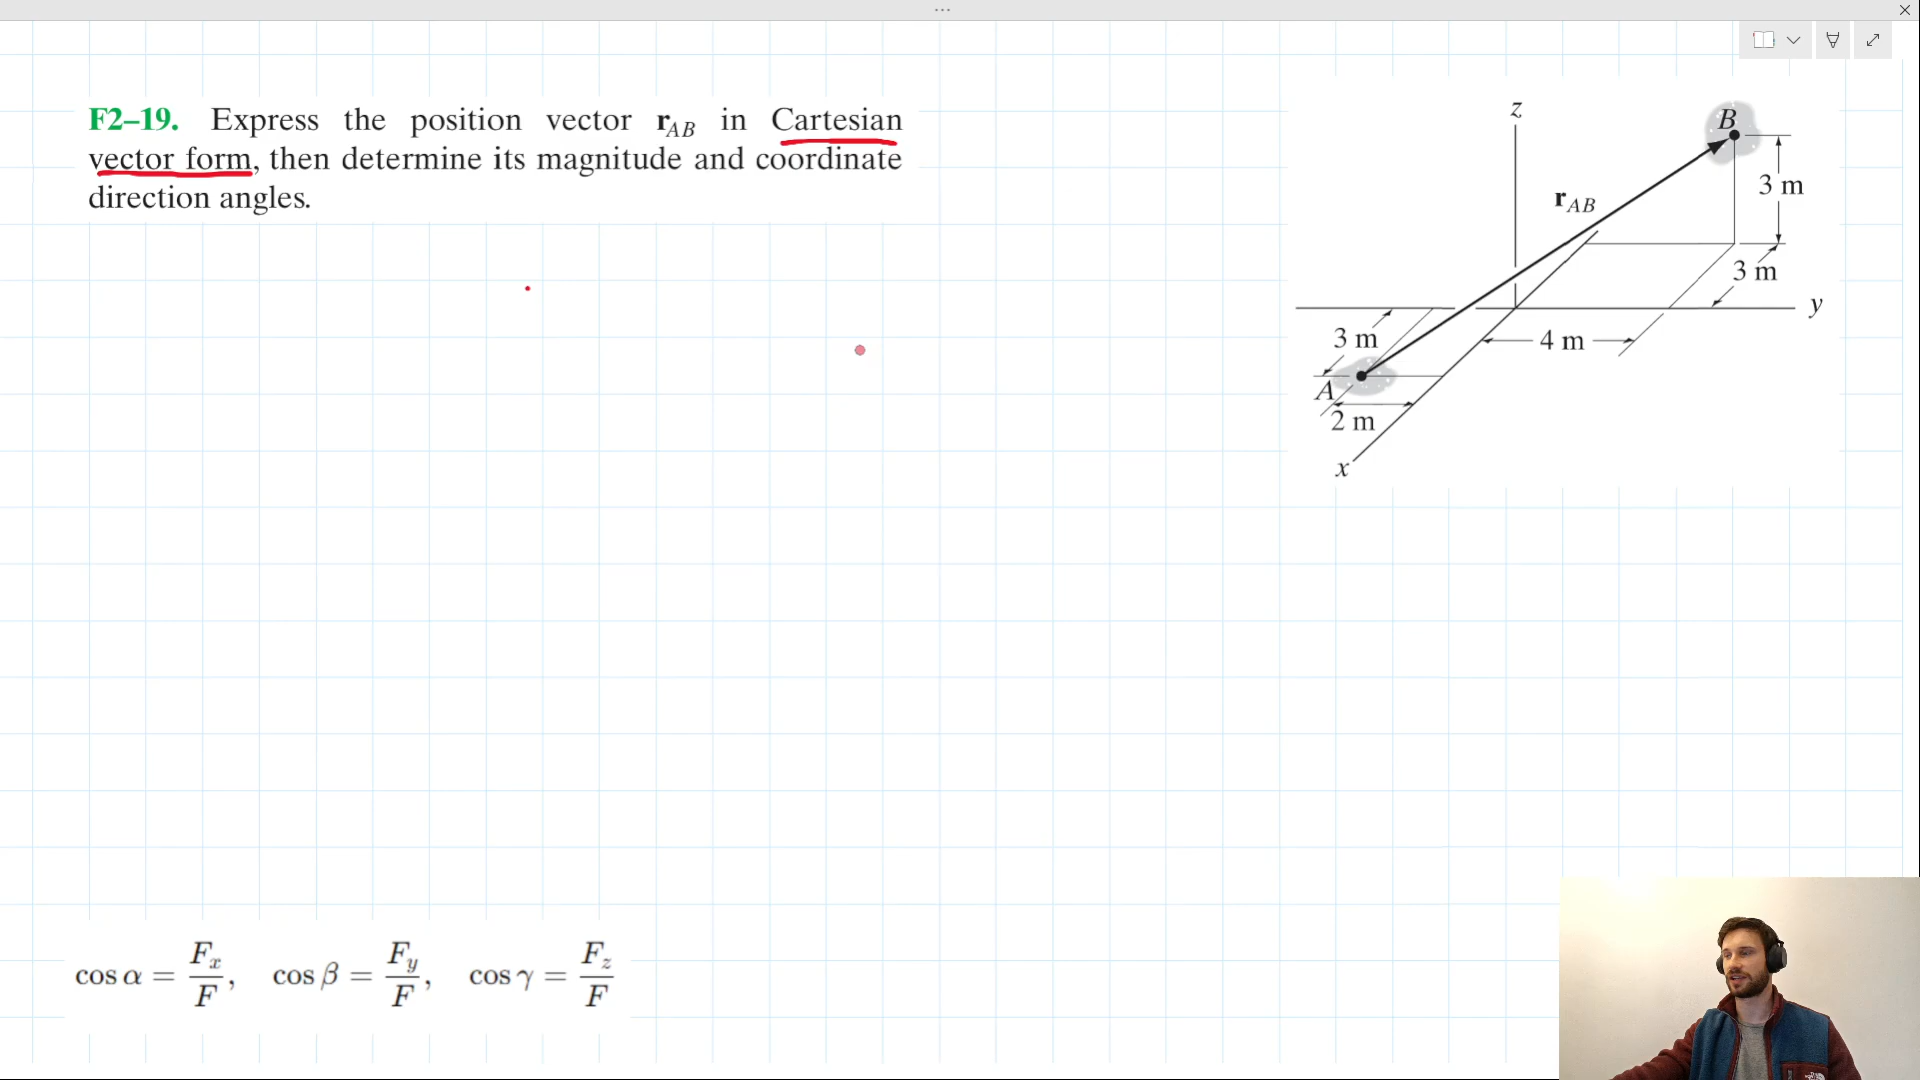 F2–19. Express the position vector r_AB in Cartesian
vector form, then determine its magnitude and coordinate
direction angles.
z
B
3 m
r_AB
3 m
y
3 m
4 m
A
2 m
x
cos α = F_x/F, cos β = F_y/F, cos γ = F_z/F